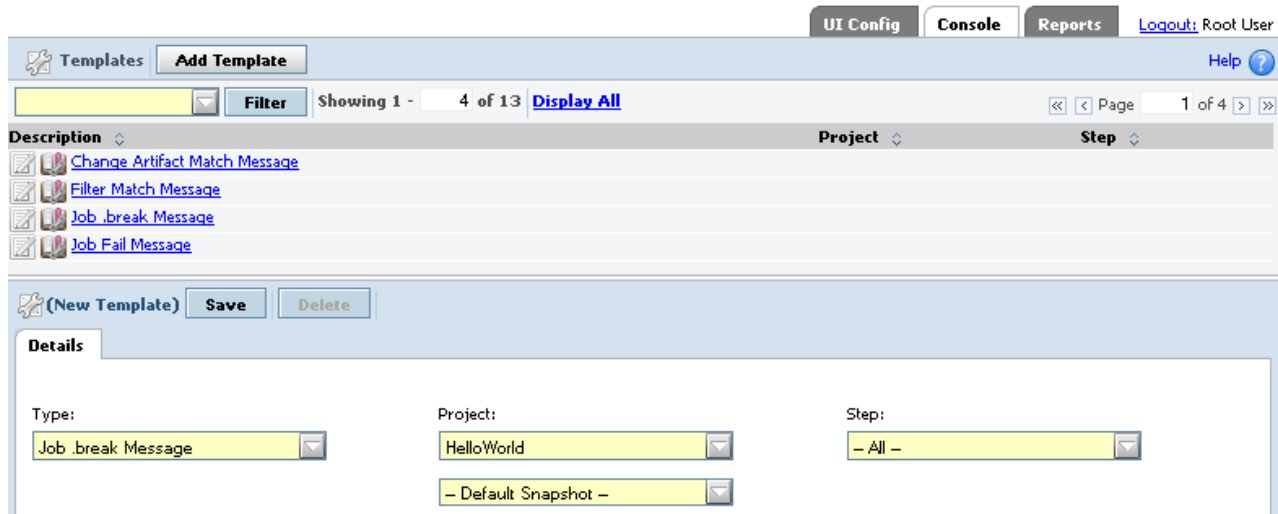 UI Config Console Reports Logout: Root User
Templates Add Template Help ?
Filter Showing 1 - 4 of 13 Display All Page 1 of 4
Description Project Step
Change Artifact Match Message
Filter Match Message
Job .break Message
Job Fail Message
(New Template) Save Delete
Details
Type: Project: Step:
Job .break Message HelloWorld -- All --
-- Default Snapshot --